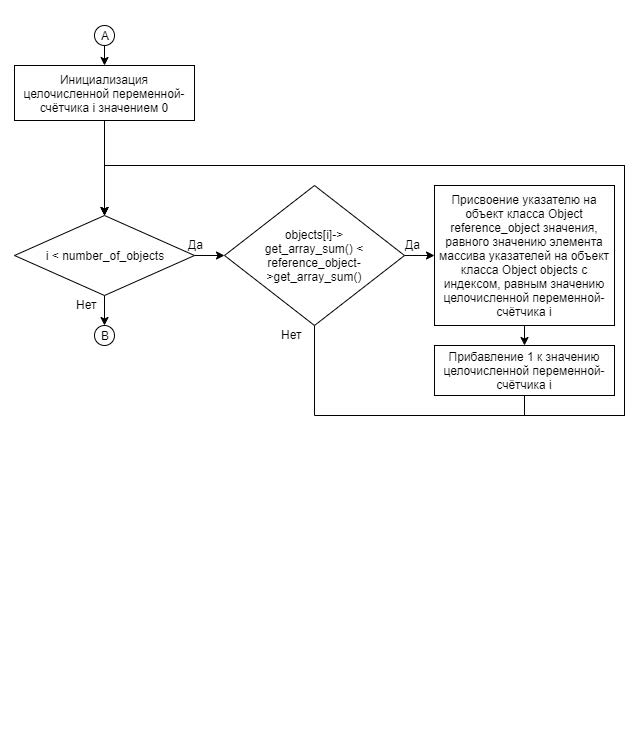 A
Инициализация
целочисленной переменной-
счётчика i значением 0
i < number_of_objects
Да
Нет
B
objects[i]->
get_array_sum() <
reference_object-
>get_array_sum()
Да
Нет
Присвоение указателю на
объект класса Object
reference_object значения,
равного значению элемента
массива указателей на объект
класса Object objects с
индексом, равным значению
целочисленной переменной-
счётчика i
Прибавление 1 к значению
целочисленной переменной-
счётчика i